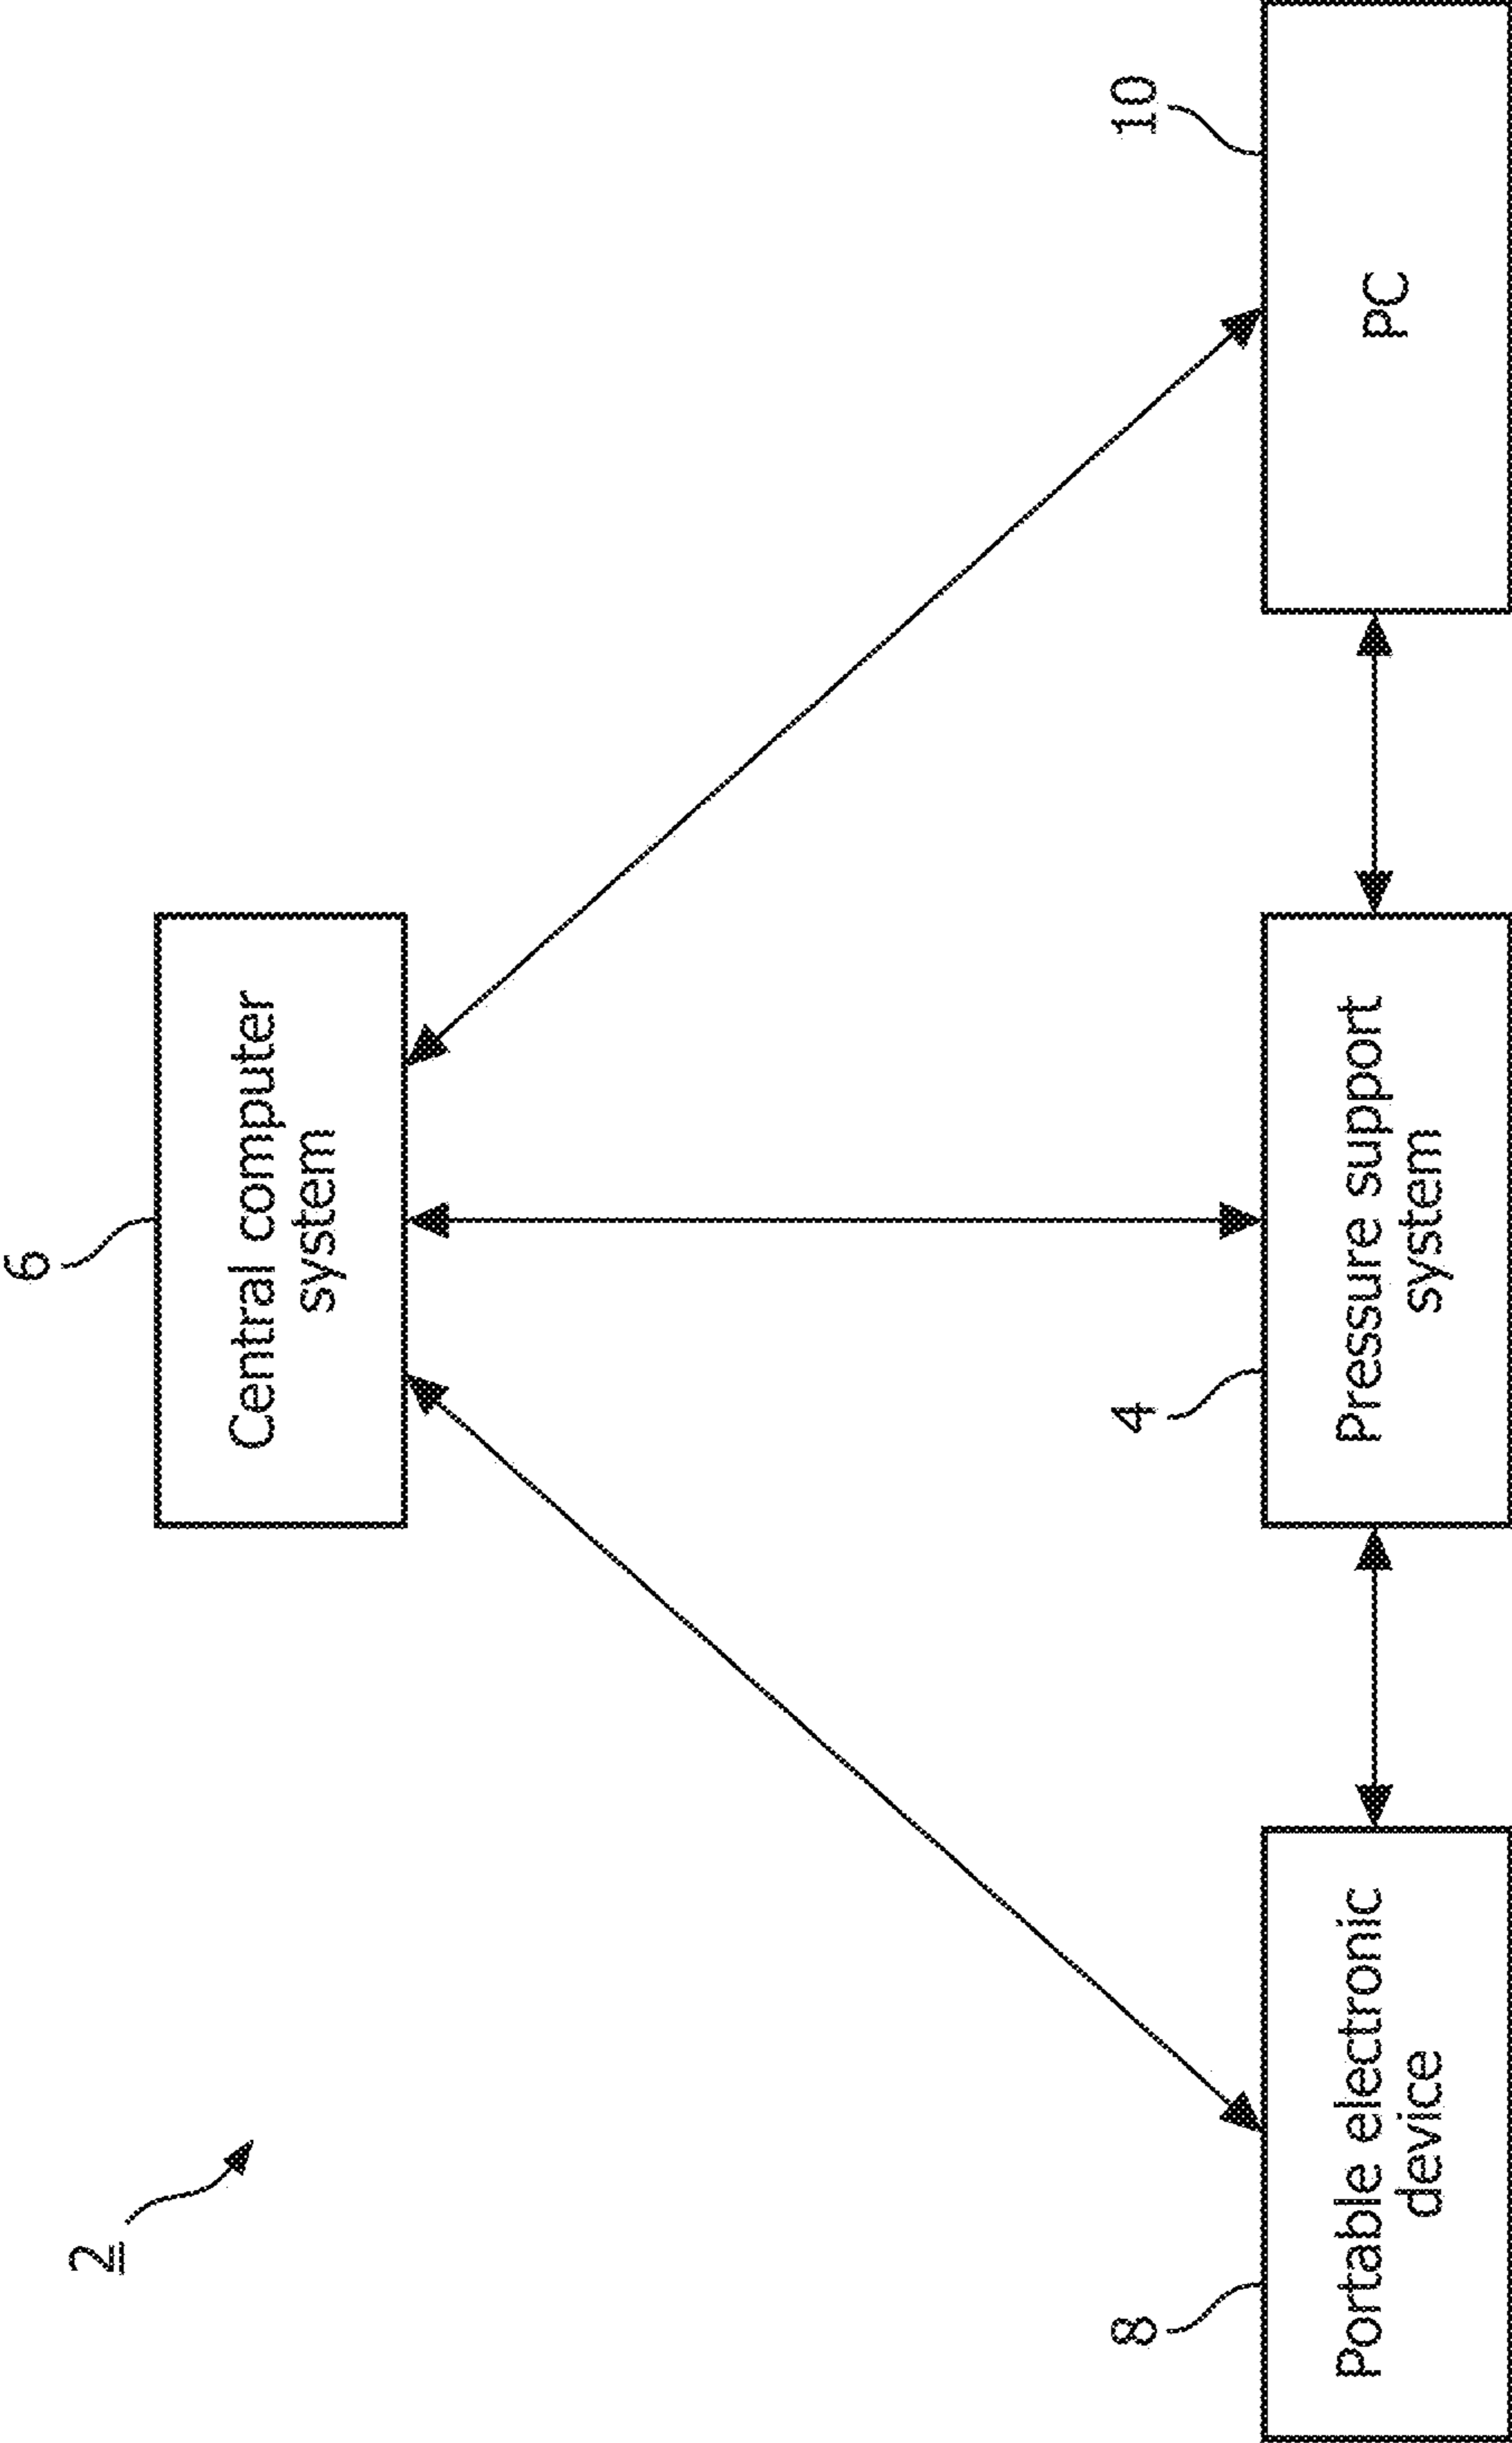 2
6
Central computer
system
8
Portable electronic
device
4
Pressure support
system
10
PC